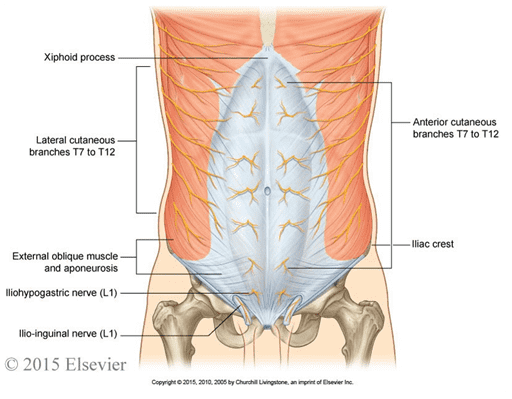 Xiphoid process
Lateral cutaneous
branches T7 to T12
Anterior cutaneous
branches T7 to T12
External oblique muscle
and aponeurosis
Iliac crest
Iliohypogastric nerve (L1)
Ilio-inguinal nerve (L1)
© 2015 Elsevier
Copyright © 2015, 2010, 2005 by Churchill Livingstone, an imprint of Elsevier Inc.